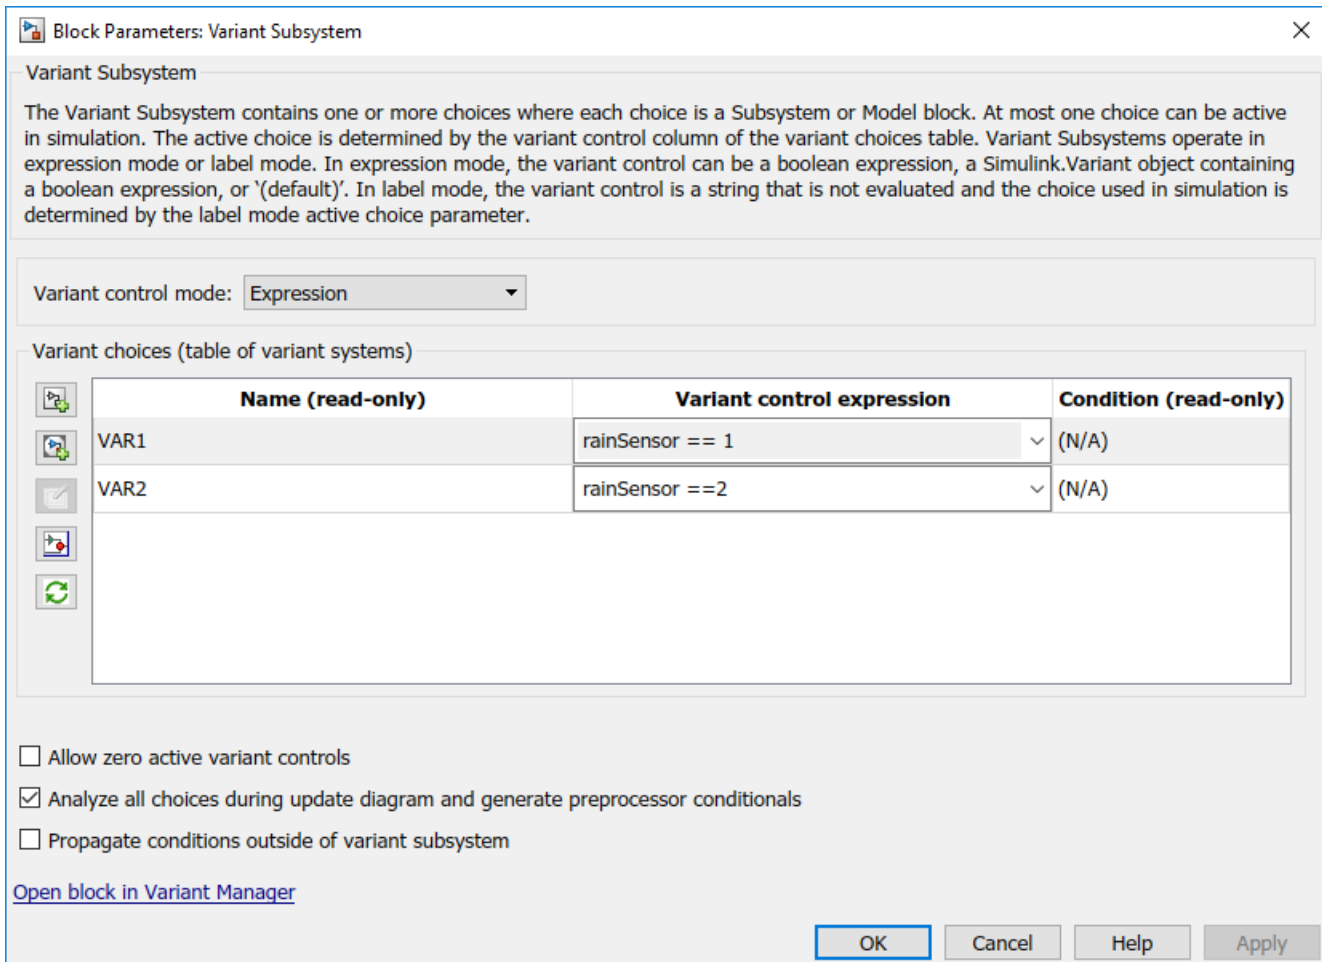 Block Parameters: Variant Subsystem
Variant Subsystem
The Variant Subsystem contains one or more choices where each choice is a Subsystem or Model block. At most one choice can be active
in simulation. The active choice is determined by the variant control column of the variant choices table. Variant Subsystems operate in
expression mode or label mode. In expression mode, the variant control can be a boolean expression, a Simulink.Variant object containing
a boolean expression, or ‘(default)’. In label mode, the variant control is a string that is not evaluated and the choice used in simulation is
determined by the label mode active choice parameter.
Variant control mode: Expression
Variant choices (table of variant systems)
Name (read-only) Variant control expression Condition (read-only)
VAR1 rainSensor == 1 (N/A)
VAR2 rainSensor ==2 (N/A)
Allow zero active variant controls
Analyze all choices during update diagram and generate preprocessor conditionals
Propagate conditions outside of variant subsystem
Open block in Variant Manager
OK Cancel Help Apply